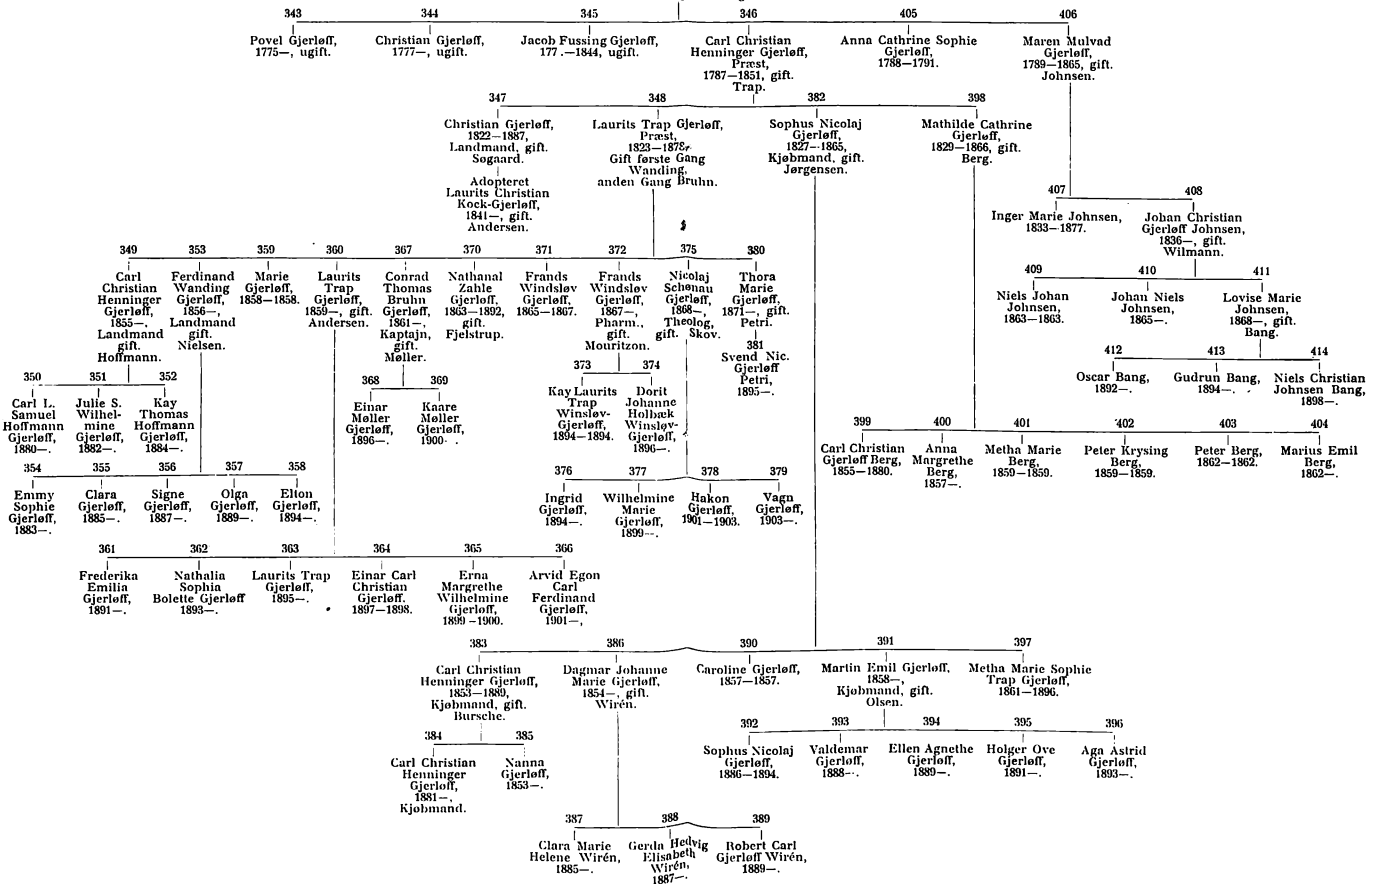 343
Povel Gjerløff,
1775—, ugift.
344
Christian Gjerløff,
1777—, ugift.
345
Jacob Fussing Gjerløff,
177.—1844, ugift.
346
Carl Christian
Henninger Gjerløff,
Præst,
1787—1851, gift.
Trap.
405
Anna Cathrine Sophie
Gjerløff,
1788—1791.
406
Maren Mulvad
Gjerløff,
1789—1865, gift.
Johnsen.
347
Christian Gjerløff,
1822—1887,
Landmand, gift.
Søgaard.
Adopteret
Laurits Christian
Kock-Gjerløff,
1841—, gift.
Andersen.
348
Laurits Trap Gjerløff,
Præst,
1823—1878.
Gift første Gang
Wanding,
anden Gang Bruhn.
382
Sophus Nicolaj
Gjerløff,
1827—1865,
Kjøbmand, gift.
Jørgensen.
398
Mathilde Cathrine
Gjerløff,
1829—1866, gift.
Berg.
407
Inger Marie Johnsen,
1833—1877.
408
Johan Christian
Gjerløff Johnsen,
1836—, gift.
Wilmann.
349
Carl
Christian
Henninger
Gjerløff,
1855—,
Landmand
gift.
Hoffmann.
353
Ferdinand
Wanding
Gjerløff,
1856—,
Landmand
gift.
Nielsen.
359
Marie
Gjerløff,
1858—1858.
360
Laurits
Trap
Gjerløff,
1859—, gift.
Andersen.
367
Conrad
Thomas
Bruhn
Gjerløff,
1861—,
Kaptajn,
gift.
Møller.
370
Nathanal
Zahle
Gjerløff,
1863—1892,
gift.
Fjelstrup.
371
Frands
Windsløv
Gjerløff,
1865—1867.
372
Frands
Windsløv
Gjerløff,
1867—,
Pharm.,
gift.
Mouritzon.
375
Nicolaj
Schønau
Gjerløff,
1868—,
Theolog,
gift. Skov.
380
Thora
Marie
Gjerløff,
1871—, gift.
Petri.
381
Svend Nic.
Gjerløff
Petri,
1895—.
409
Niels Johan
Johnsen,
1863—1863.
410
Johan Niels
Johnsen,
1865—.
411
Lovise Marie
Johnsen,
1868—, gift.
Bang.
412
Oscar Bang,
1892—.
413
Gudrun Bang,
1894—.
414
Niels Christian
Johnsen Bang,
1898—.
350
Carl L.
Samuel
Hoffmann
Gjerløff,
1880—.
351
Julie S.
Wilhel-
mine
Gjerløff,
1882—.
352
Kay
Thomas
Hoffmann
Gjerløff,
1884—.
368
Einar
Møller
Gjerløff,
1896—.
369
Kaare
Møller
Gjerløff,
1900—.
373
Kay Laurits
Trap
Winsløv-
Gjerløff,
1894—1894.
374
Dorit
Johanne
Holbæk
Winsløv-
Gjerløff,
1896—.
399
Carl Christian
Gjerløff Berg,
1855—1880.
400
Anna
Margrethe
Berg,
1857—.
401
Metha Marie
Berg,
1859—1859.
402
Peter Krysing
Berg,
1859—1859.
403
Peter Berg,
1862—1862.
404
Marius Emil
Berg,
1862—.
354
Emmy
Sophie
Gjerløff,
1883—.
355
Clara
Gjerløff,
1885—.
356
Signe
Gjerløff,
1887—.
357
Olga
Gjerløff,
1889—.
358
Elton
Gjerløff,
1894—.
376
Ingrid
Gjerløff,
1894—.
377
Wilhelmine
Marie
Gjerløff,
1899—.
378
Hakon
Gjerløff,
1901—1903.
379
Vagn
Gjerløff,
1903—.
361
Frederika
Emilia
Gjerløff,
1891—.
362
Nathalia
Sophia
Bolette Gjerløff
1893—.
363
Laurits Trap
Gjerløff,
1895—.
364
Einar Carl
Christian
Gjerløff.
1897—1898.
365
Erna
Margrethe
Wilhelmine
Gjerløff,
1899—1900.
366
Arvid Egon
Carl
Ferdinand
Gjerløff,
1901—,
383
Carl Christian
Henninger Gjerløff,
1853—1889,
Kjøbmand, gift.
Bursche.
386
Dagmar Johanne
Marie Gjerløff,
1854—, gift.
Wirén.
390
Caroline Gjerløff,
1857—1857.
391
Martin Emil Gjerløff,
1858—,
Kjøbmand, gift.
Olsen.
397
Metha Marie Sophie
Trap Gjerløff,
1861—1896.
384
Carl Christian
Henninger
Gjerløff,
1881—,
Kjøbmand.
385
Nanna
Gjerløff,
1853—.
392
Sophus Nicolaj
Gjerløff,
1886—1894.
393
Valdemar
Gjerløff,
1888—.
394
Ellen Agnethe
Gjerløff,
1889—.
395
Holger Ove
Gjerløff,
1891—.
396
Aga Astrid
Gjerløff,
1893—.
387
Clara Marie
Helene Wirén,
1885—.
388
Gerda Hedvig
Elisabeth
Wirén,
1887—.
389
Robert Carl
Gjerløff Wirén,
1889—.